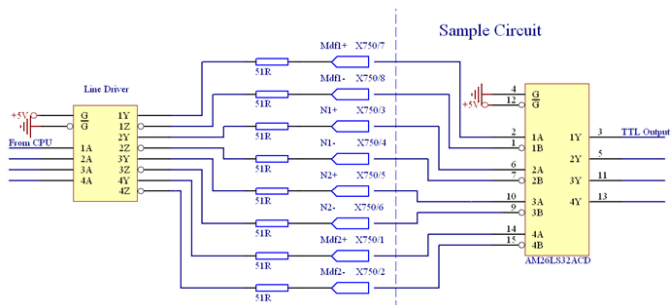 Sample Circuit
Mdf1+ X750/7
51R
Line Driver
Mdf1- X750/8
51R
N1+ X750/3
51R
N1- X750/4
51R
N2+ X750/5
51R
N2- X750/6
51R
Mdf2+ X750/1
51R
Mdf2- X750/2
51R
+5V
From CPU
G
G
1A
2A
3A
4A
1Y
1Z
2Y
2Z
3Y
3Z
4Y
4Z
+5V
4
12
2
1
6
7
10
9
14
15
G
G
1A
1B
2A
2B
3A
3B
4A
4B
1Y
2Y
3Y
4Y
3
5
11
13
TTL Output
AM26LS32ACD